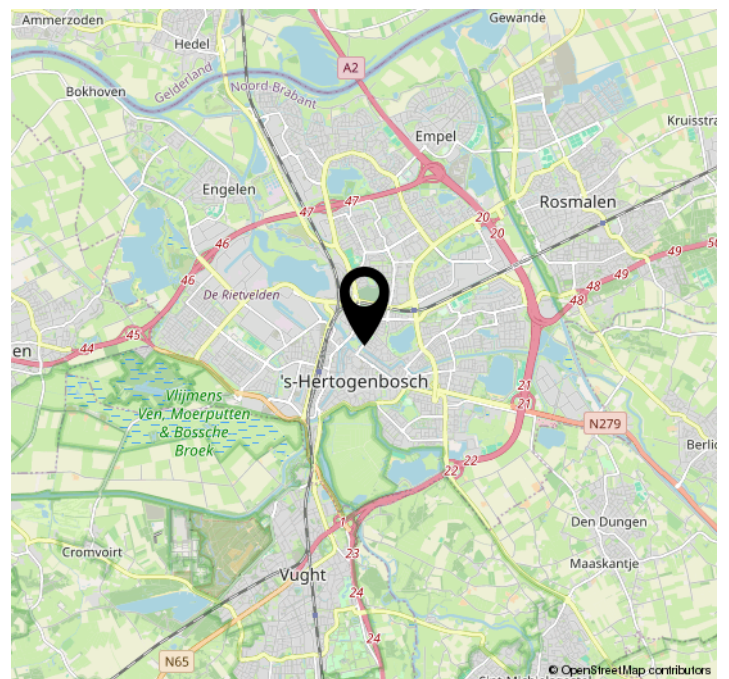 Ammerzoden
Gewande
Hedel
A2
Gelderland
Bokhoven
Noord-Brabant
Kruisstra
Empel
Engelen
Rosmalen
47
47
20
20
46
50
49
46
49
48
48
De Rietvelden
45
44
en
's-Hertogenbosch
21
21
Vlijmens
Ven, Moerputten
& Bossche
Broek
N279
Berlic
22
22
1
Den Dungen
Cromvoirt
23
Maaskantje
Vught
24
24
N65
© OpenStreetMap contributors